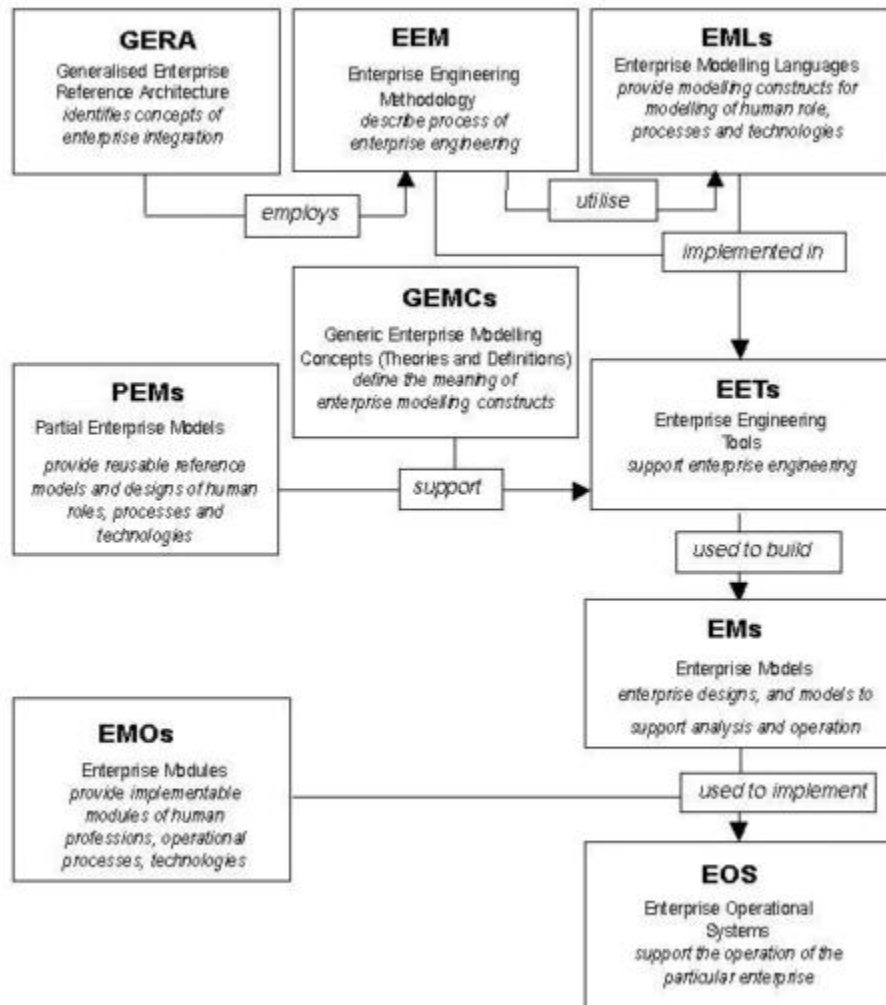 GERA
Generalised Enterprise
Reference Architecture
identifies concepts of
enterprise integration
EEM
Enterprise Engineering
Methodology
describe process of
enterprise engineering
EMLs
Enterprise Modelling Languages
provide modelling constructs for
modelling of human role,
processes and technologies
employs
utilise
implemented in
GEMCs
Generic Enterprise Modelling
Concepts (Theories and Definitions)
define the meaning of
enterprise modelling constructs
PEMs
Partial Enterprise Models
provide reusable reference
models and designs of human
roles, processes and
technologies
EETs
Enterprise Engineering
Tools
support enterprise engineering
support
used to build
EMs
Enterprise Models
enterprise designs, and models to
support analysis and operation
EMOs
Enterprise Modules
provide implementable
modules of human
professions, operational
processes, technologies
used to implement
EOS
Enterprise Operational
Systems
support the operation of the
particular enterprise